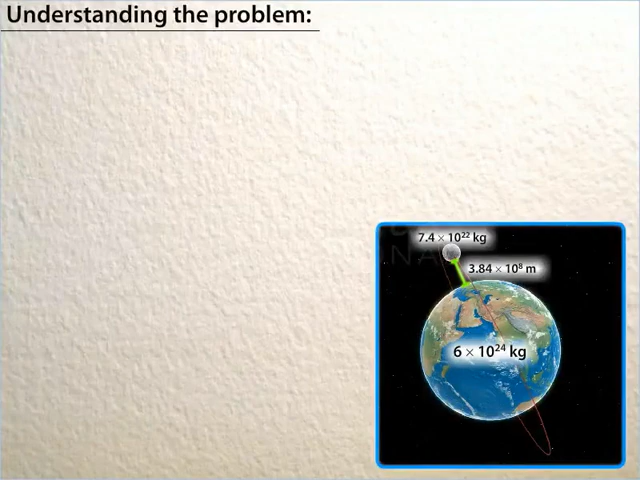 Understanding the problem:
7.4 × 10²² kg
3.84 × 10⁸ m
6 × 10²⁴ kg